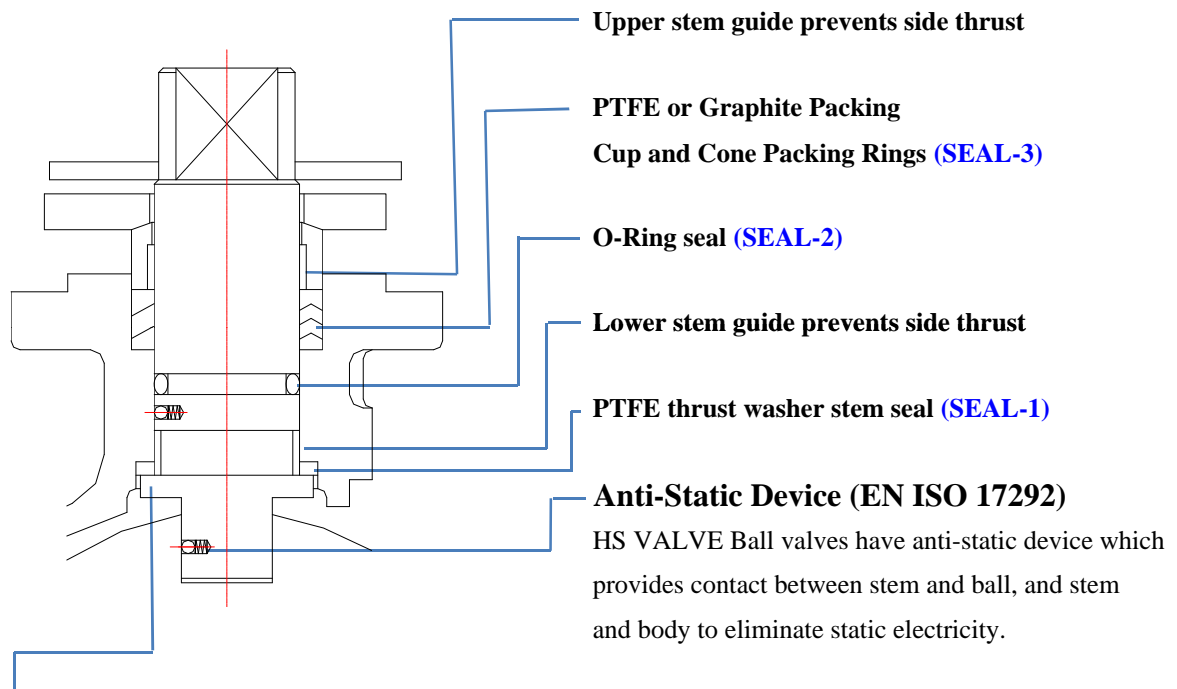 Upper stem guide prevents side thrust
PTFE or Graphite Packing
Cup and Cone Packing Rings (SEAL-3)
O-Ring seal (SEAL-2)
Lower stem guide prevents side thrust
PTFE thrust washer stem seal (SEAL-1)
Anti-Static Device (EN ISO 17292)
HS VALVE Ball valves have anti-static device which
provides contact between stem and ball, and stem
and body to eliminate static electricity.